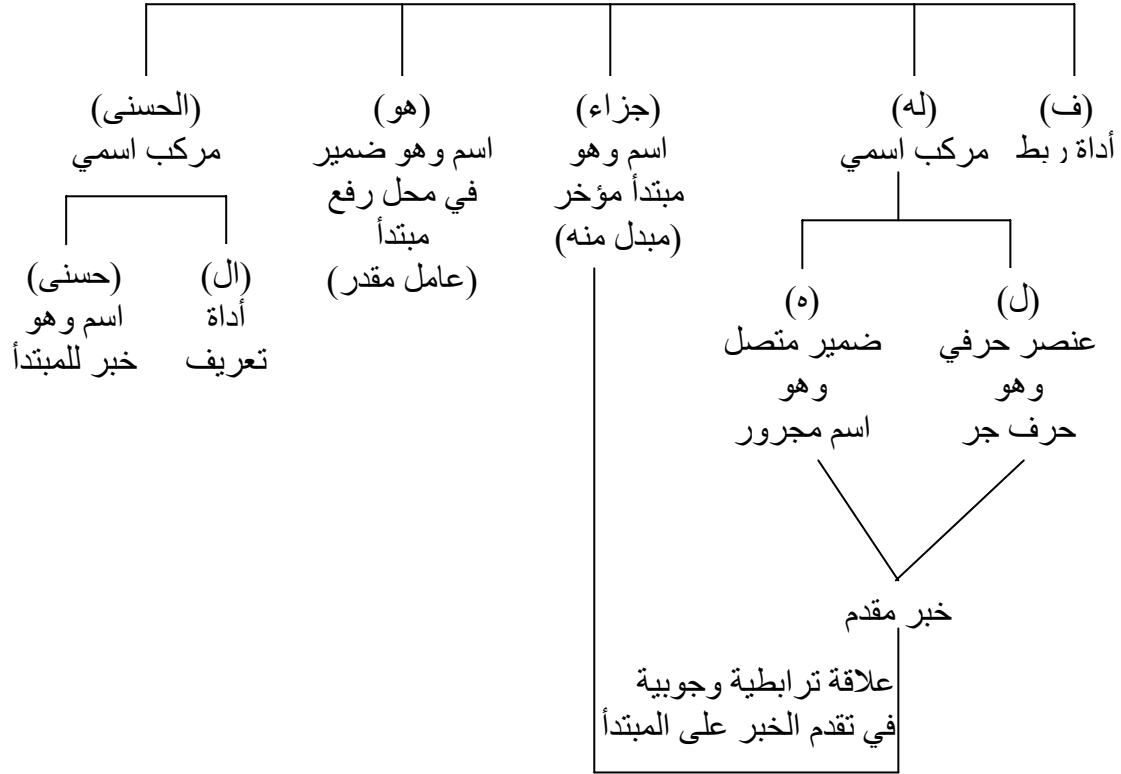 (ف)
أداة ربط
(له)
مركب اسمي
(جزاء)
اسم وهو
مبتدأ مؤخر
(مبدل منه)
(هو)
اسم وهو ضمير
في محل رفع
مبتدأ
(عامل مقدر)
(الحسنى)
مركب اسمي
(ل)
عنصر حرفي
وهو
حرف جر
(ه)
ضمير متصل
وهو
اسم مجرور
(ال)
أداة
تعريف
(حسنى)
اسم وهو
خبر للمبتدأ
خبر مقدم
علاقة ترابطية وجوبية
في تقدم الخبر على المبتدأ